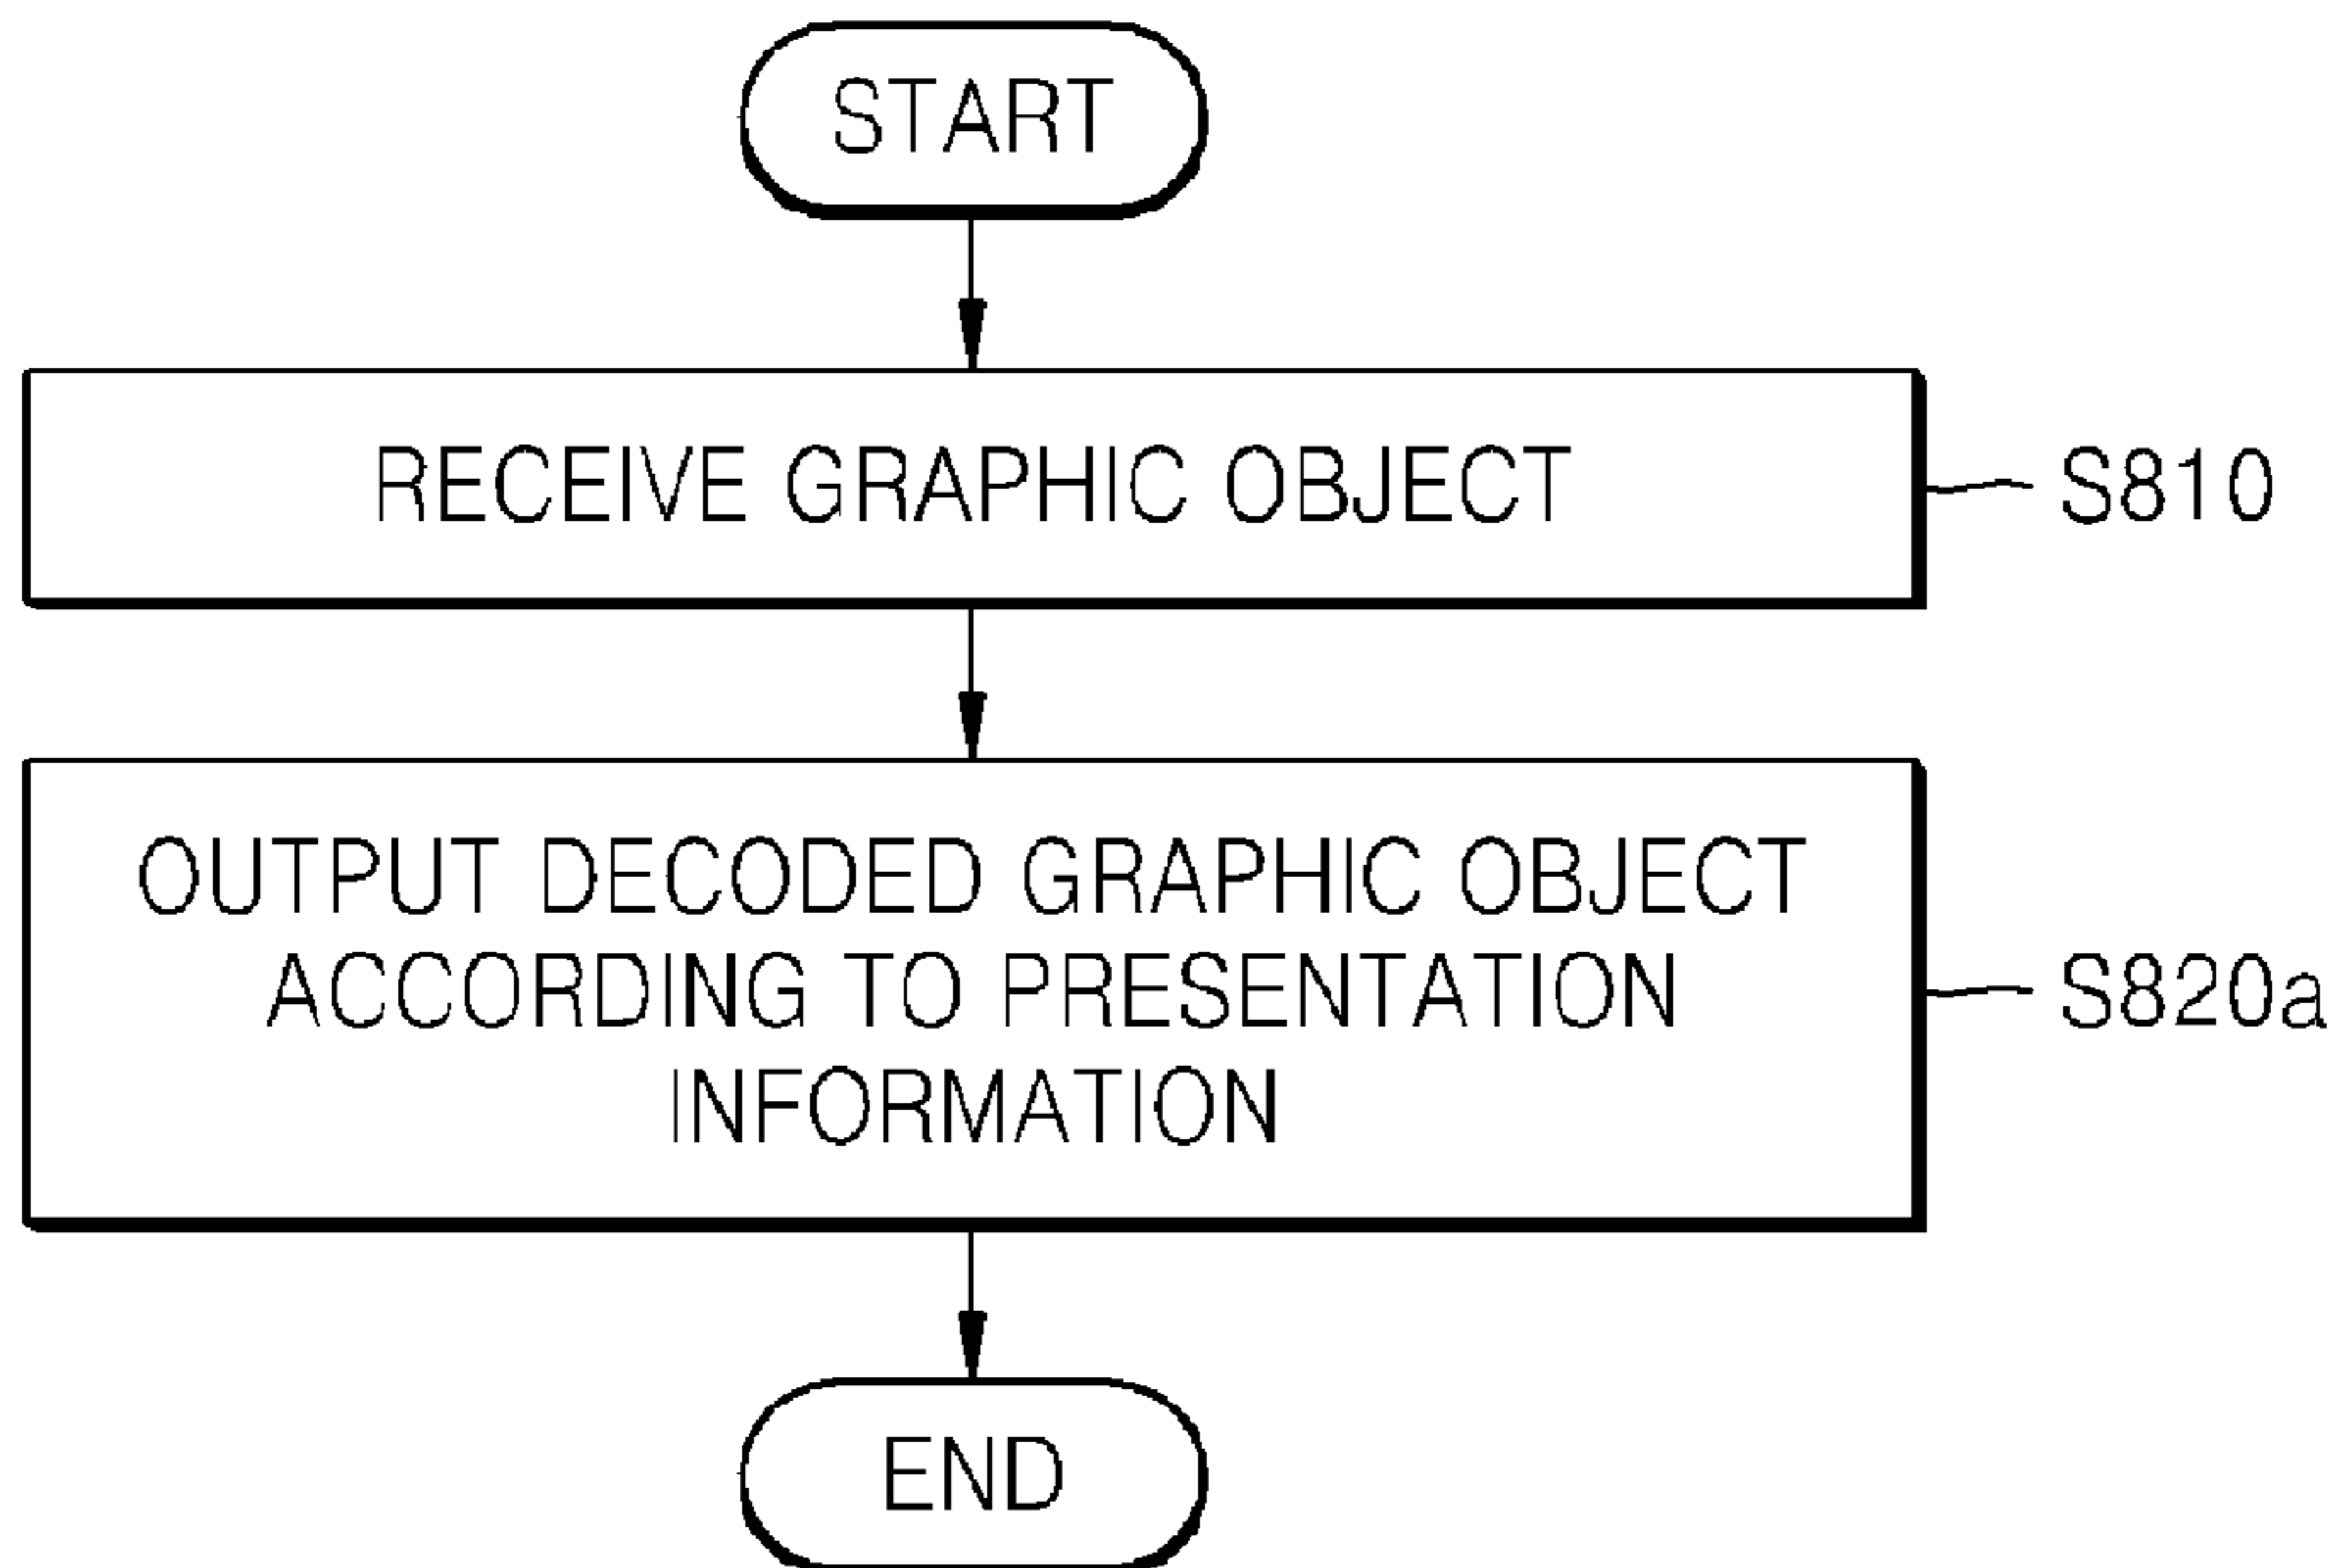 START
RECEIVE GRAPHIC OBJECT
S810
OUTPUT DECODED GRAPHIC OBJECT
ACCORDING TO PRESENTATION
INFORMATION
S820a
END